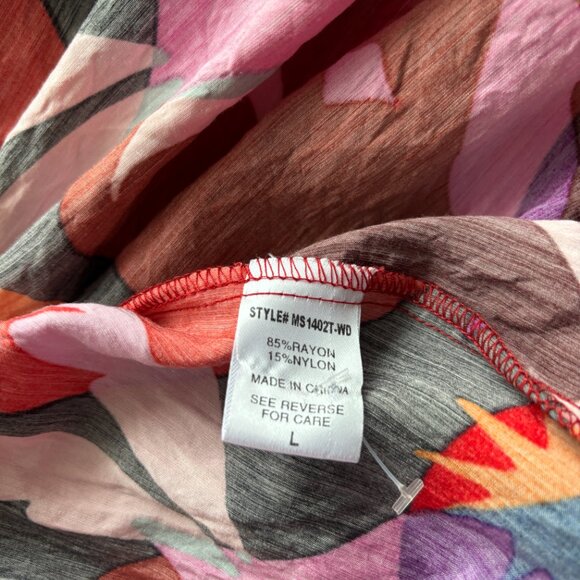 STYLE# MS1402T-WD
85%RAYON
15%NYLON
MADE IN CHINA
SEE REVERSE
FOR CARE
L